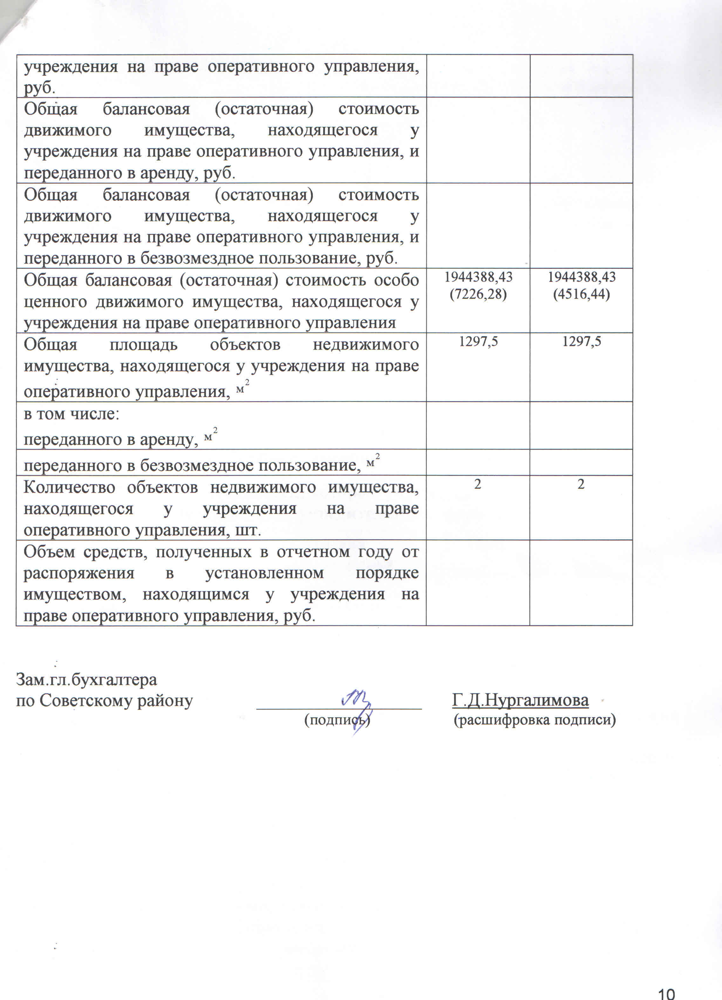 учреждения на праве оперативного управления,
руб.
Общая балансовая (остаточная) стоимость
движимого имущества, находящегося у
учреждения на праве оперативного управления, и
переданного в аренду, руб.
Общая балансовая (остаточная) стоимость
движимого имущества, находящегося у
учреждения на праве оперативного управления, и
переданного в безвозмездное пользование, руб.
Общая балансовая (остаточная) стоимость особо 1944388,43 1944388,43
ценного движимого имущества, находящегося у (7226,28) (4516,44)
учреждения на праве оперативного управления
Общая площадь объектов недвижимого 1297,5 1297,5
имущества, находящегося у учреждения на праве
оперативного управления, м²
в том числе:
переданного в аренду, м²
переданного в безвозмездное пользование, м²
Количество объектов недвижимого имущества, 2 2
находящегося у учреждения на праве
оперативного управления, шт.
Объем средств, полученных в отчетном году от
распоряжения в установленном порядке
имуществом, находящимся у учреждения на
праве оперативного управления, руб.
Зам.гл.бухгалтера
по Советскому району Г.Д.Нургалимова
(подпись) (расшифровка подписи)
10